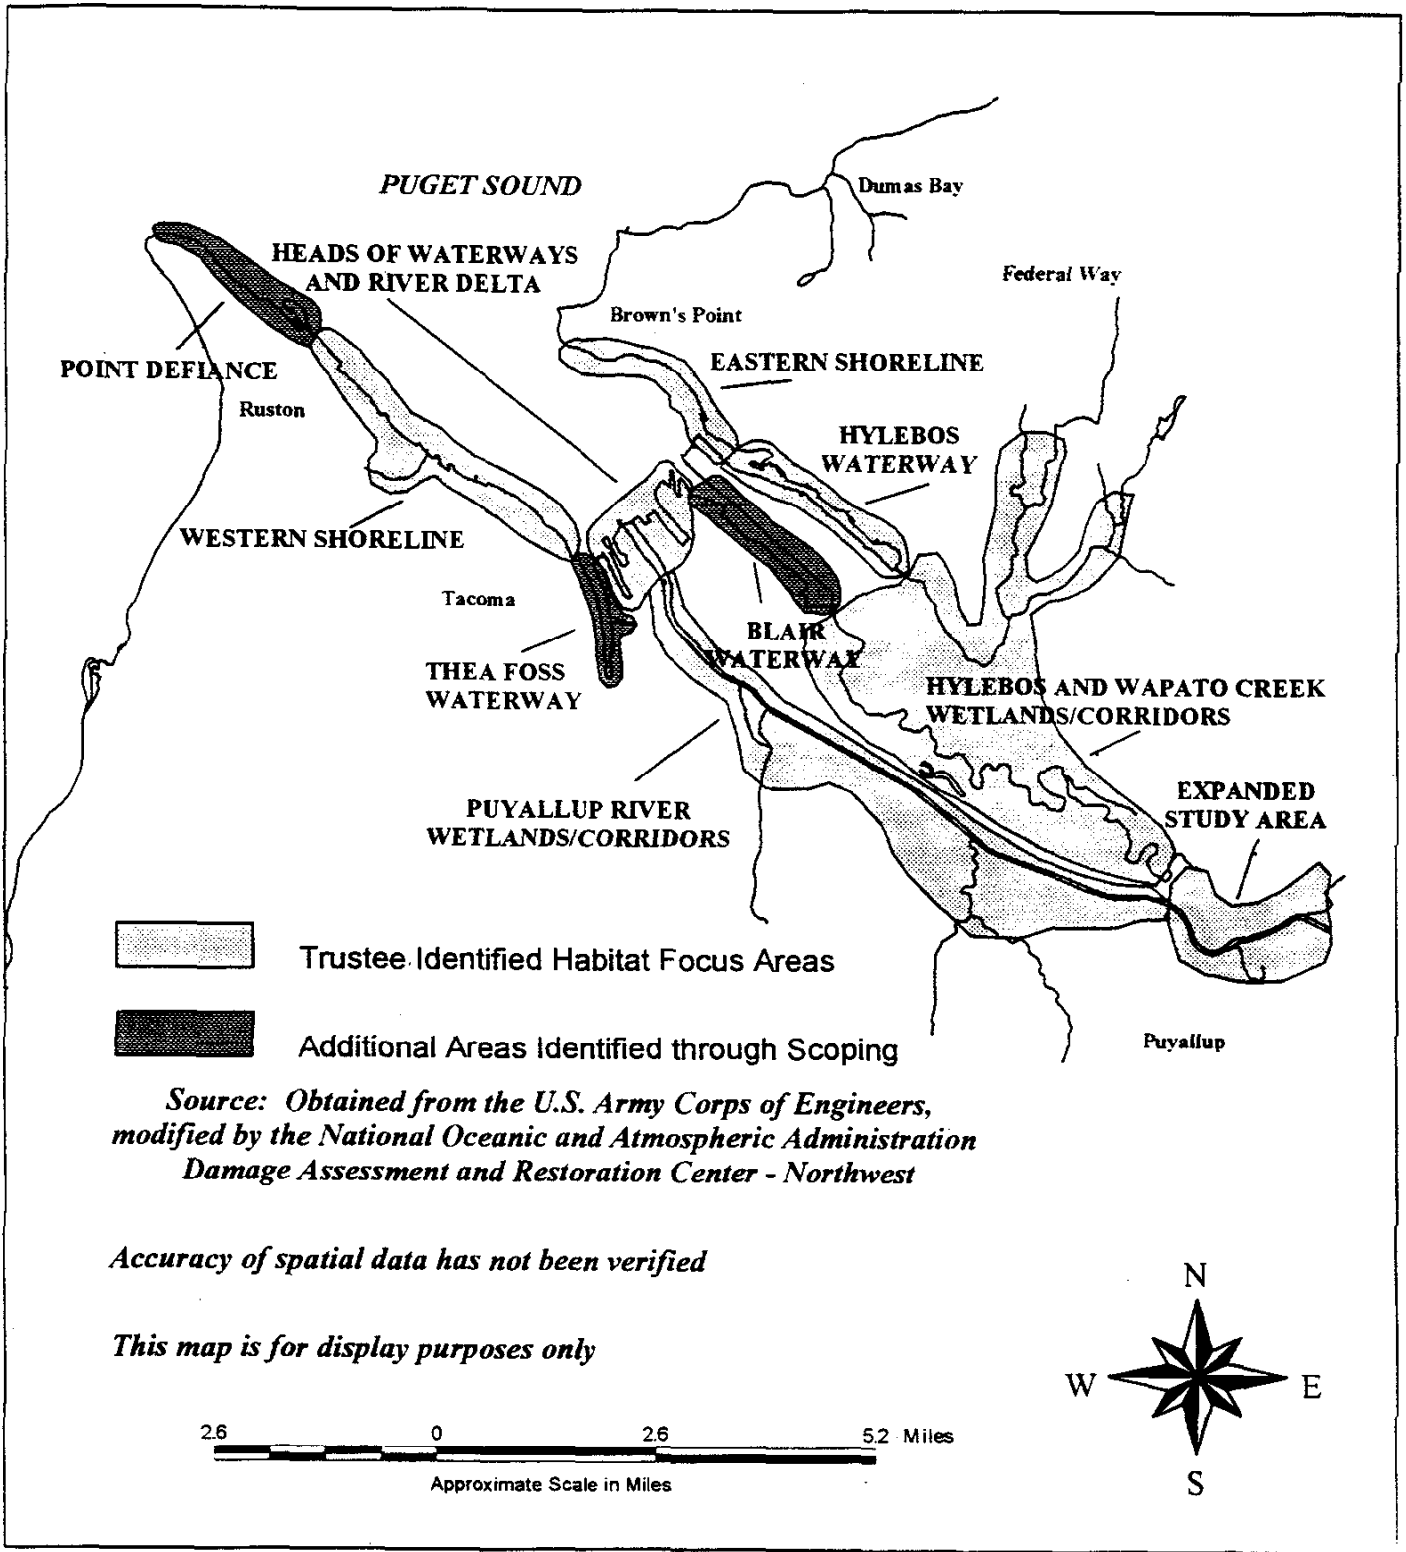 PUGET SOUND
Dumas Bay
HEADS OF WATERWAYS
AND RIVER DELTA
Federal Way
Brown's Point
POINT DEFIANCE
EASTERN SHORELINE
Ruston
HYLEBOS
WATERWAY
WESTERN SHORELINE
Tacoma
BLAIR
WATERWAY
THEA FOSS
WATERWAY
HYLEBOS AND WAPATO CREEK
WETLANDS/CORRIDORS
EXPANDED
STUDY AREA
PUYALLUP RIVER
WETLANDS/CORRIDORS
Trustee Identified Habitat Focus Areas
Additional Areas Identified through Scoping
Puyallup
Source: Obtained from the U.S. Army Corps of Engineers,
modified by the National Oceanic and Atmospheric Administration
Damage Assessment and Restoration Center - Northwest
Accuracy of spatial data has not been verified
This map is for display purposes only
N
W E
S
2.6 0 2.6 5.2 Miles
Approximate Scale in Miles